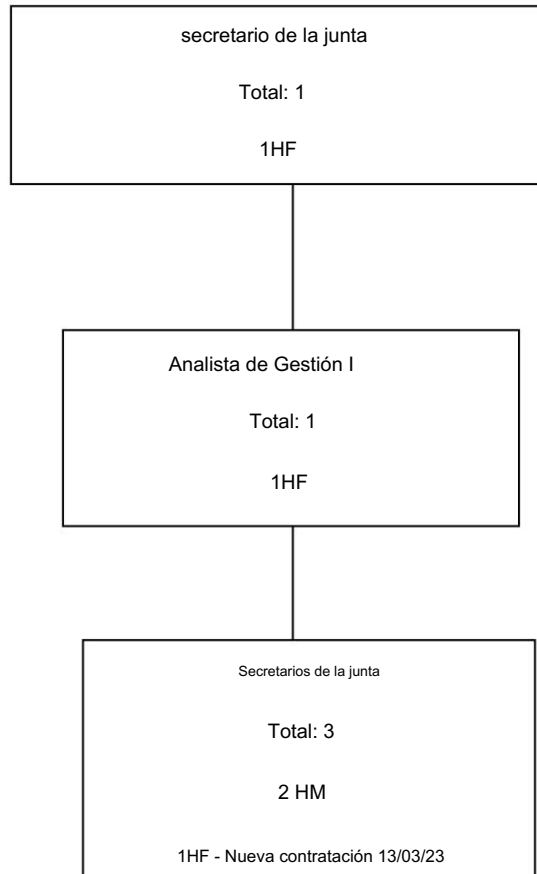 secretario de la junta
Total: 1
1HF
Analista de Gestión I
Total: 1
1HF
Secretarios de la junta
Total: 3
2 HM
1HF - Nueva contratación 13/03/23